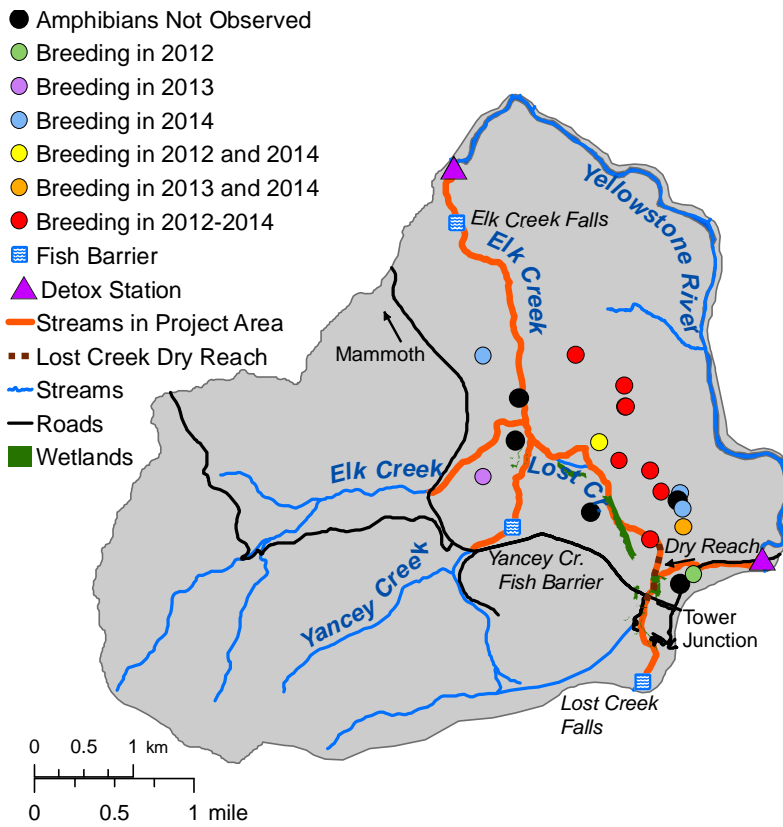 Amphibians Not Observed
Breeding in 2012
Breeding in 2013
Breeding in 2014
Breeding in 2012 and 2014
Breeding in 2013 and 2014
Breeding in 2012-2014
Fish Barrier
Detox Station
Streams in Project Area
Lost Creek Dry Reach
Streams
Roads
Wetlands
Yellowstone River
Elk Creek Falls
Elk Creek
Mammoth
Elk Creek
Lost Cr.
Yancey Creek
Yancey Cr.
Fish Barrier
Dry Reach
Tower
Junction
Lost Creek
Falls
0 0.5 1 km
0 0.5 1 mile